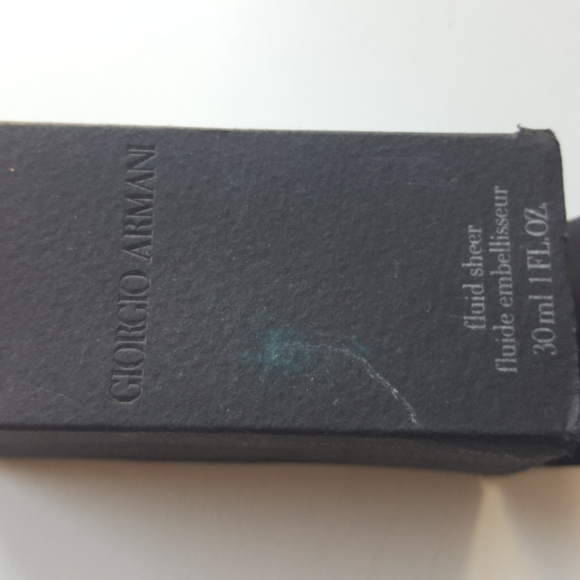 GIORGIO ARMANI
fluid sheer
fluide embellisseur
30 ml 1 FL.OZ.